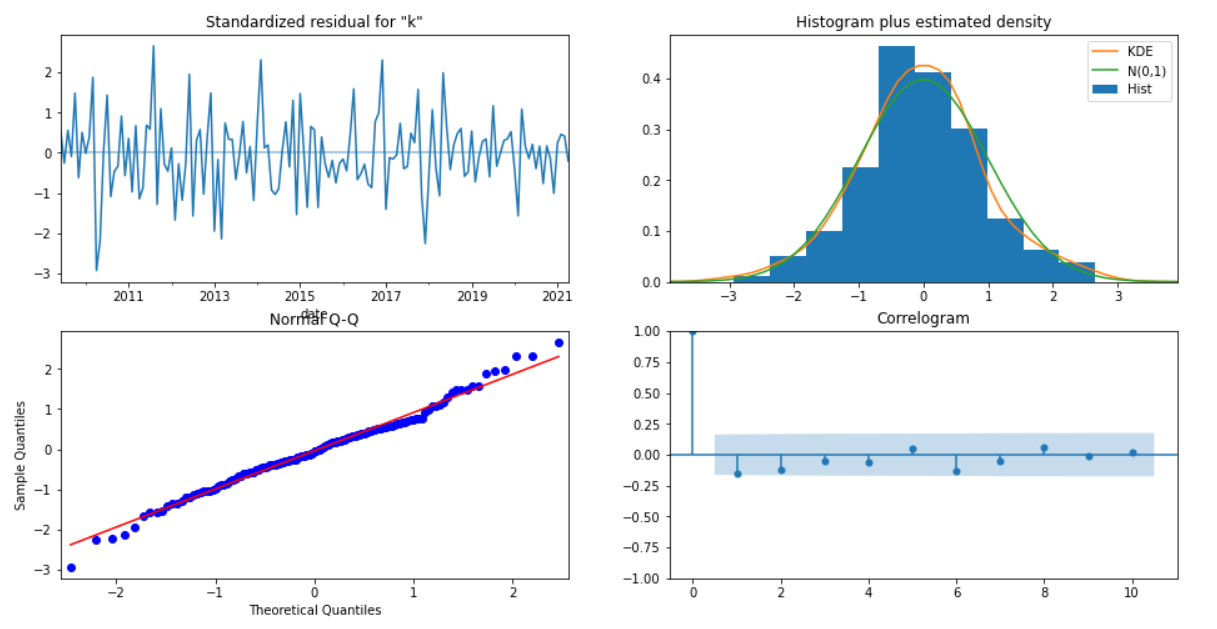 Standardized residual for "k"
2
1
0
−1
−2
−3
2011 2013 2015 2017 2019 2021
date
Histogram plus estimated density
KDE
N(0,1)
Hist
0.4
0.3
0.2
0.1
0.0
−3 −2 −1 0 1 2 3
Normal Q-Q
Sample Quantiles
2
1
0
−1
−2
−3
−2 −1 0 1 2
Theoretical Quantiles
Correlogram
1.00
0.75
0.50
0.25
0.00
−0.25
−0.50
−0.75
−1.00
0 2 4 6 8 10